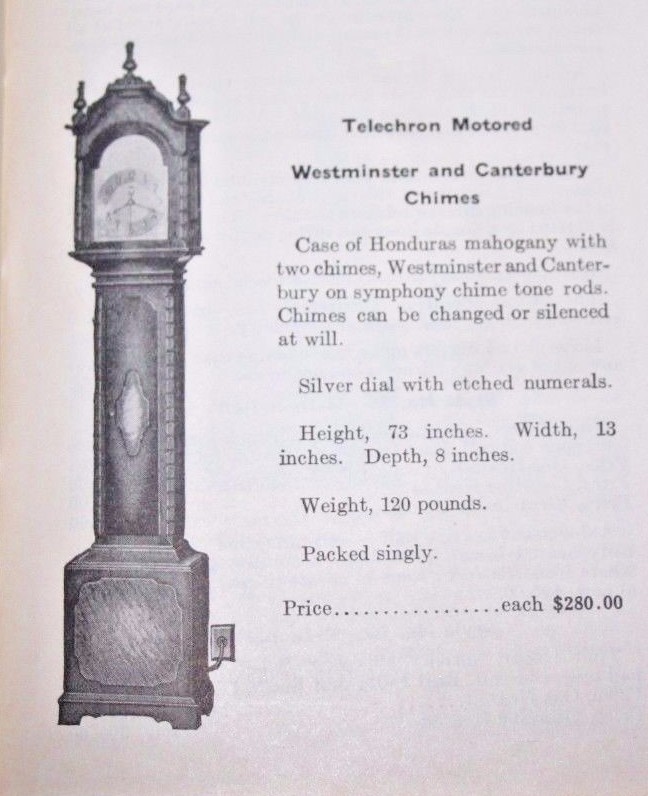 Telechron Motored
Westminster and Canterbury
Chimes
Case of Honduras mahogany with
two chimes, Westminster and Canter-
bury on symphony chime tone rods.
Chimes can be changed or silenced
at will.
Silver dial with etched numerals.
Height, 73 inches. Width, 13
inches. Depth, 8 inches.
Weight, 120 pounds.
Packed singly.
Price.................each $280.00